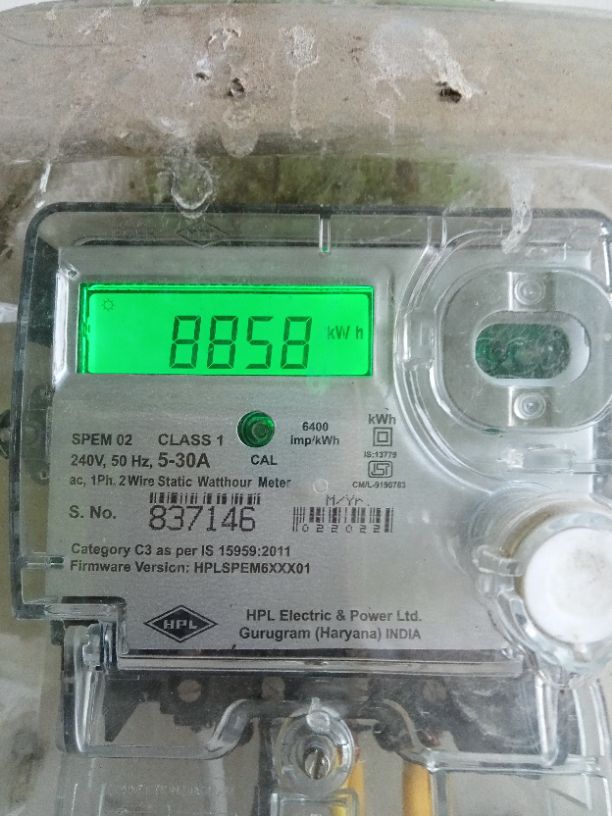 8858 kWh
6400
imp/kWh
kWh
SPEM 02 CLASS 1
240V, 50 Hz, 5-30A
CAL
IS:13779
ac, 1Ph. 2 Wire Static Watthour Meter
CM/L-9190763
M/Yr.
S. No. 837146
022022
Category C3 as per IS 15959:2011
Firmware Version: HPLSPEM6XXX01
HPL
HPL Electric & Power Ltd.
Gurugram (Haryana) INDIA